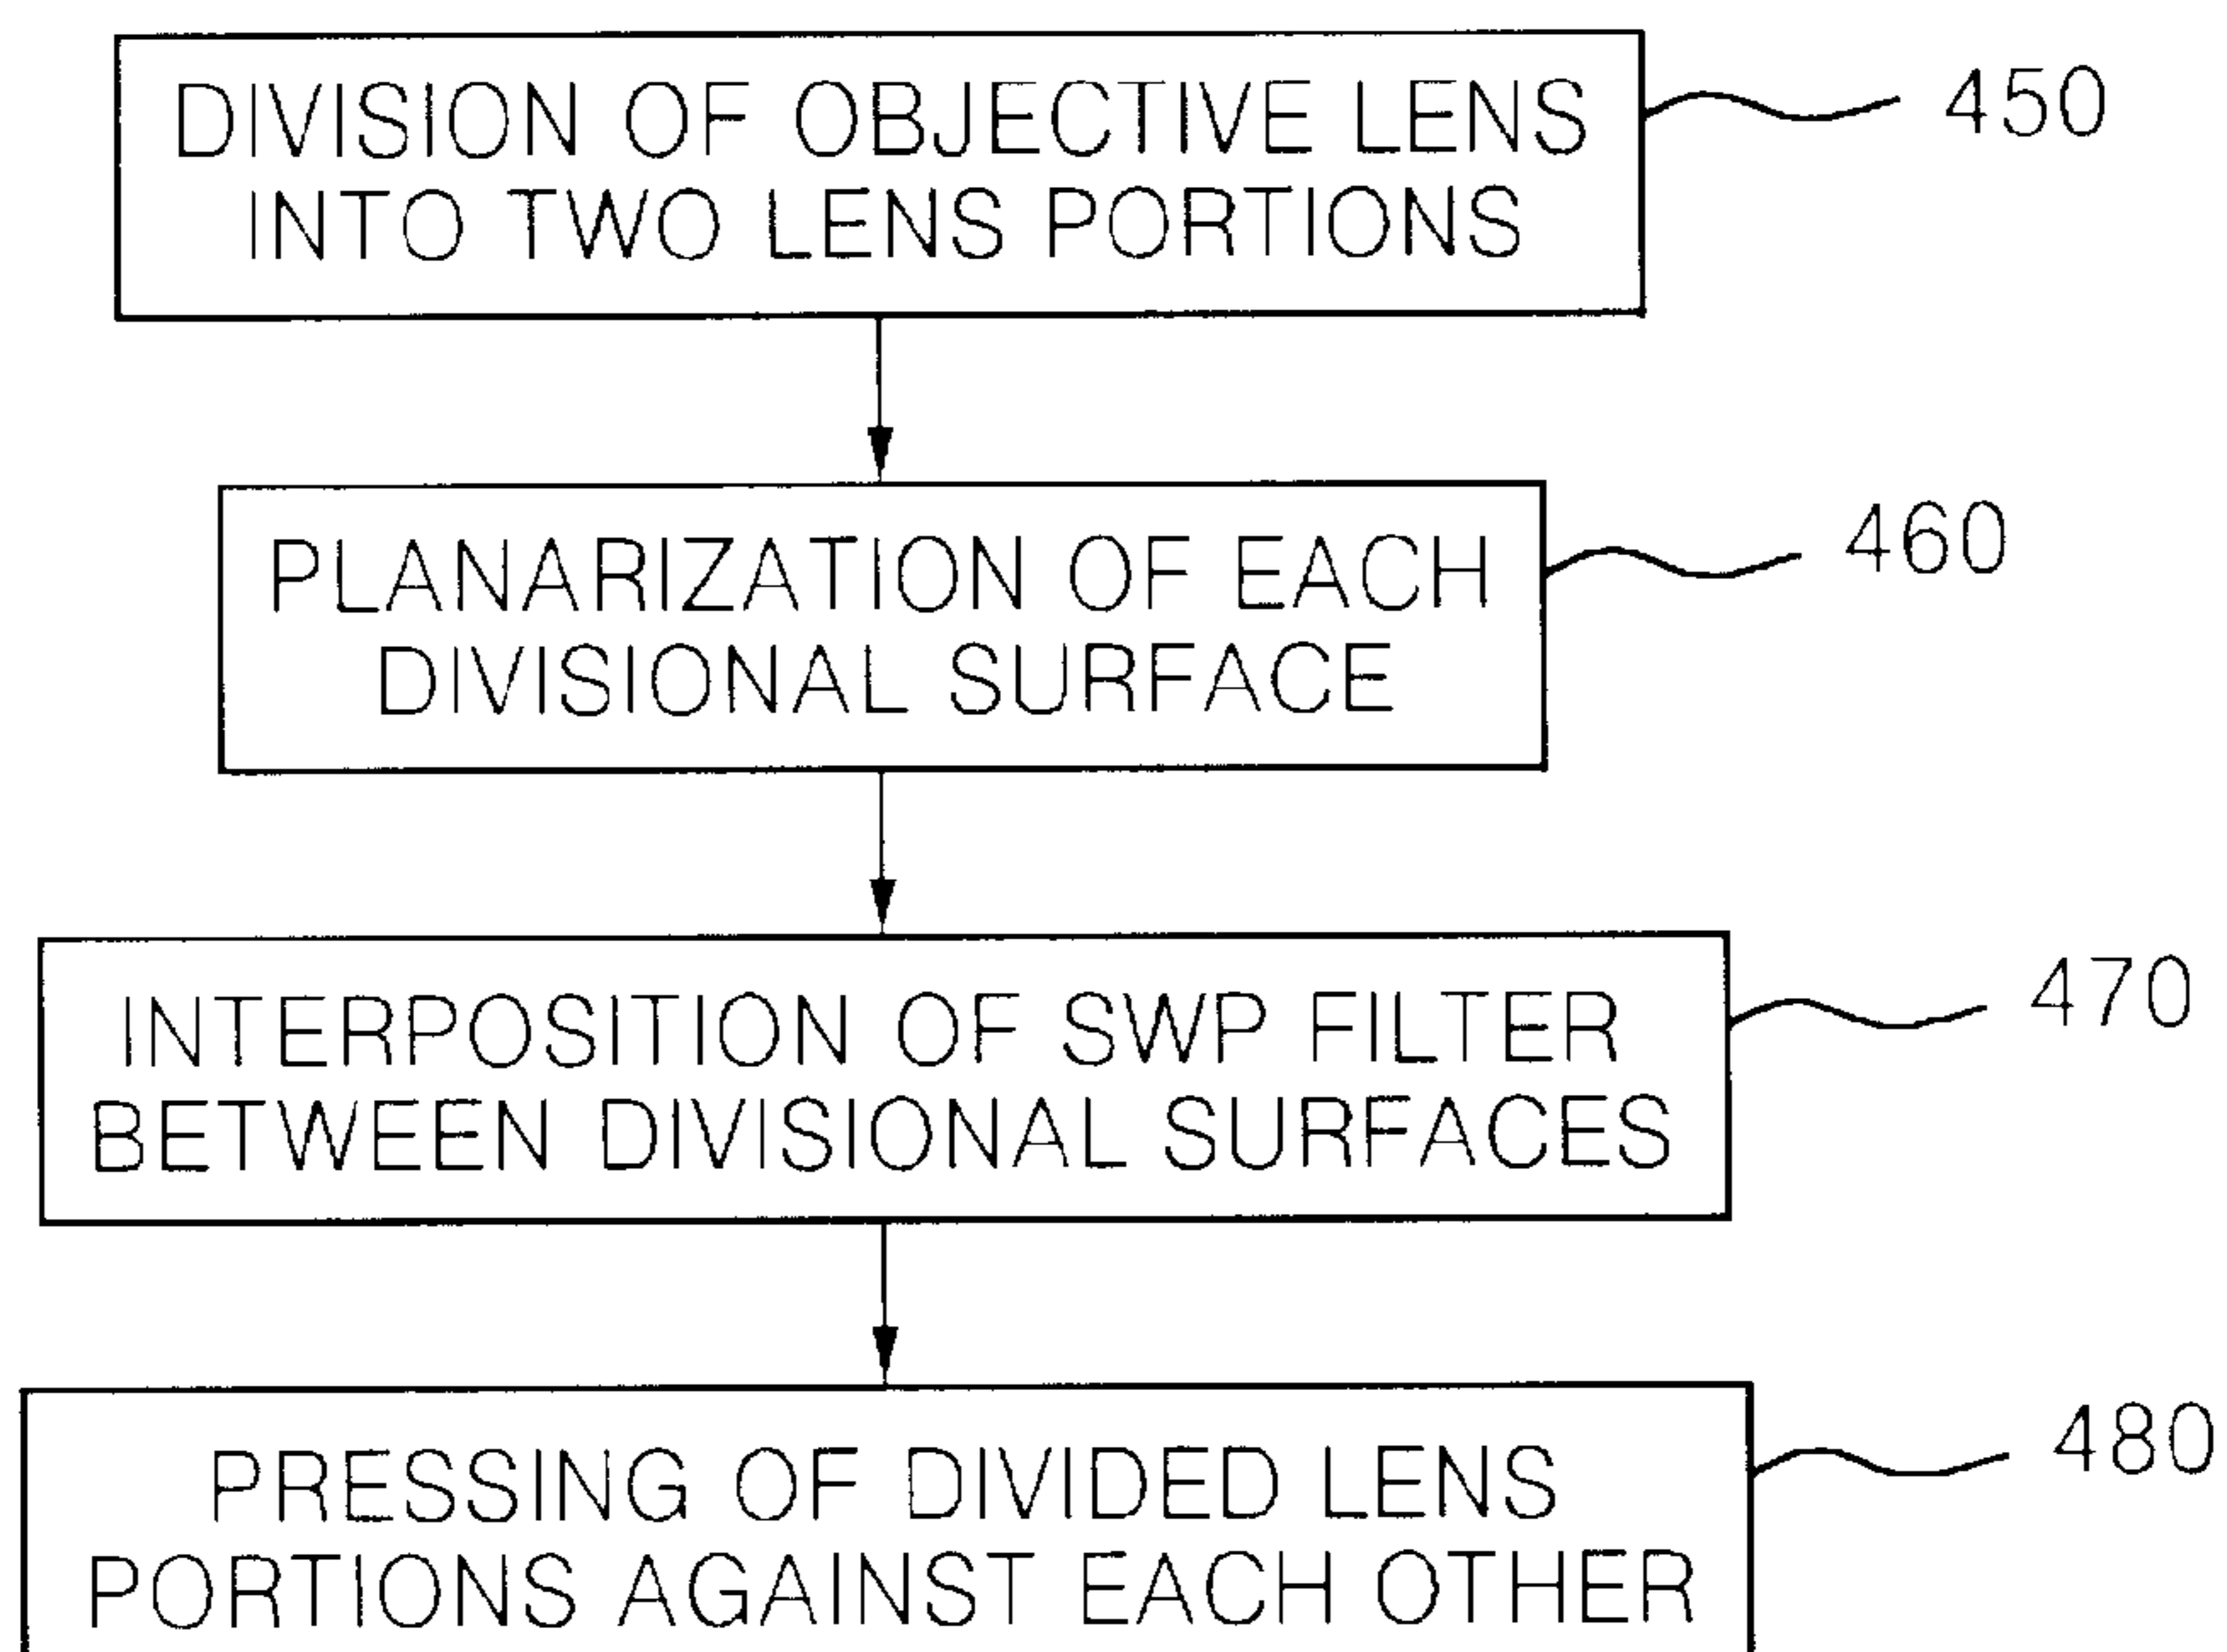 DIVISION OF OBJECTIVE LENS
INTO TWO LENS PORTIONS
450
PLANARIZATION OF EACH
DIVISIONAL SURFACE
460
INTERPOSITION OF SWP FILTER
BETWEEN DIVISIONAL SURFACES
470
PRESSING OF DIVIDED LENS
PORTIONS AGAINST EACH OTHER
480